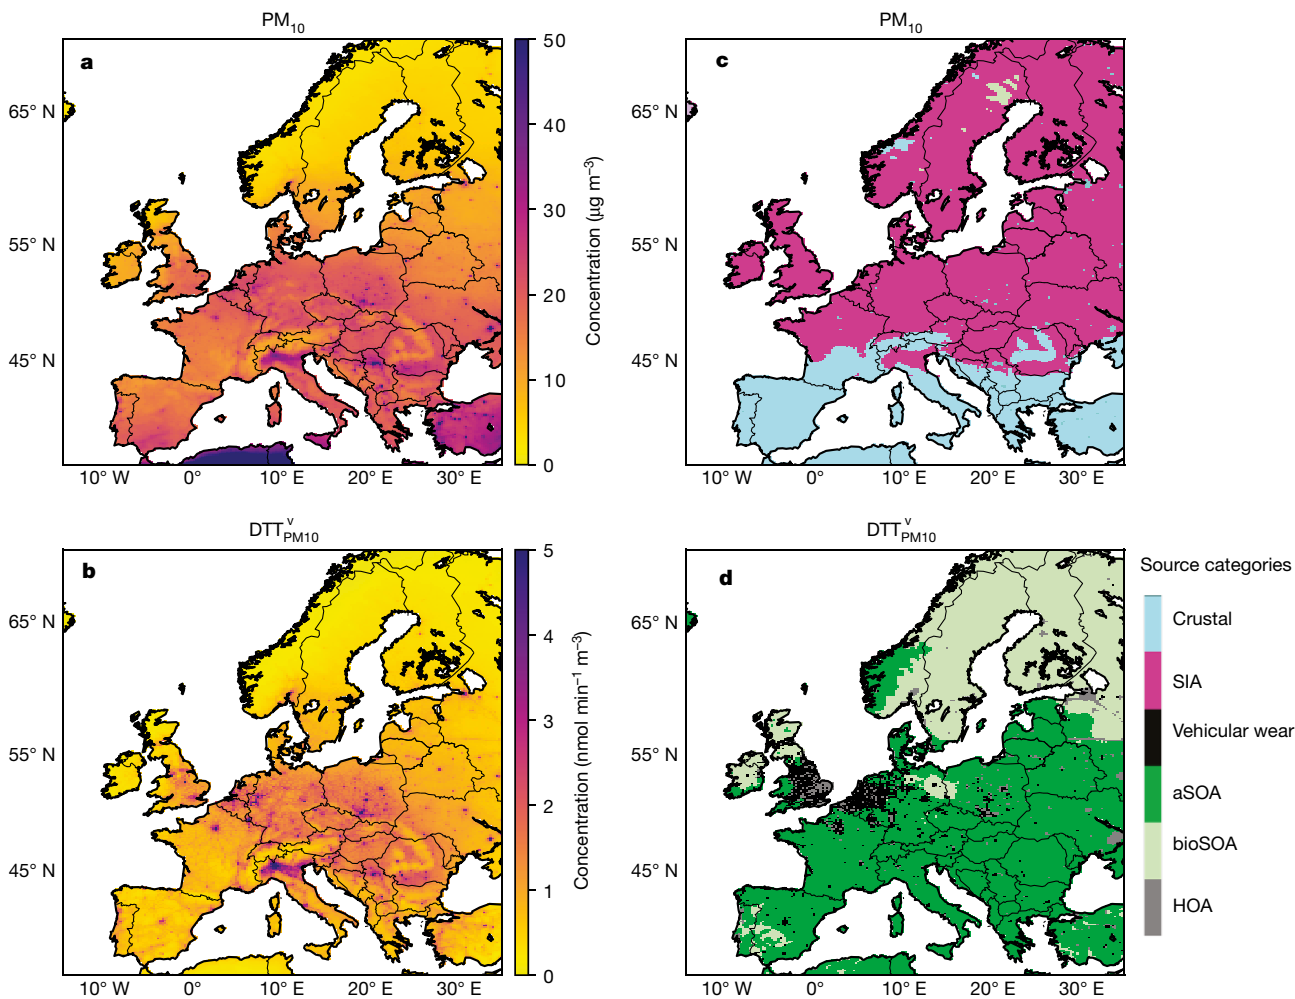 PM10
a
65° N
55° N
45° N
10° W 0° 10° E 20° E 30° E
50
40
30
20
10
0
Concentration (µg m−3)
PM10
c
65° N
55° N
45° N
10° W 0° 10° E 20° E 30° E
DTTvPM10
b
65° N
55° N
45° N
10° W 0° 10° E 20° E 30° E
5
4
3
2
1
0
Concentration (nmol min−1 m−3)
DTTvPM10
d
65° N
55° N
45° N
10° W 0° 10° E 20° E 30° E
Source categories
Crustal
SIA
Vehicular wear
aSOA
bioSOA
HOA